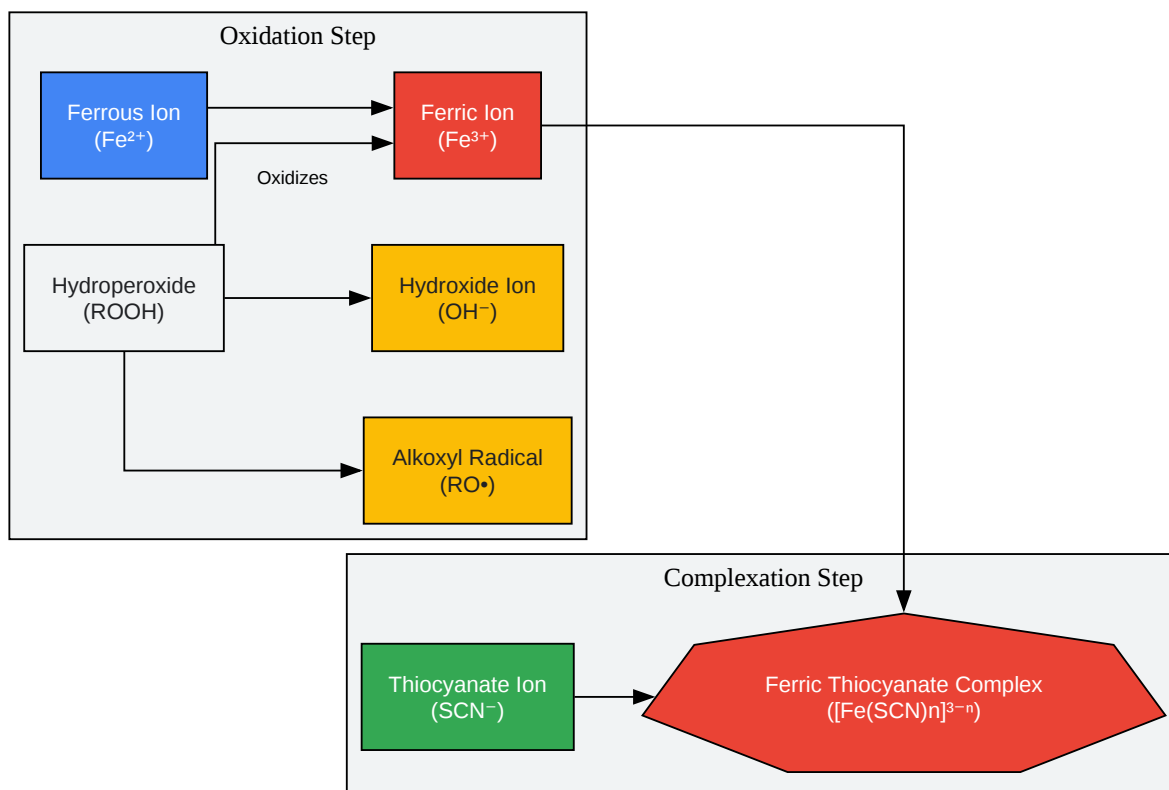 Oxidation Step
Ferrous Ion
(Fe²⁺)
Ferric Ion
(Fe³⁺)
Oxidizes
Hydroperoxide
(ROOH)
Hydroxide Ion
(OH⁻)
Alkoxyl Radical
(RO•)
Complexation Step
Thiocyanate Ion
(SCN⁻)
Ferric Thiocyanate Complex
([Fe(SCN)n]³⁻ⁿ)